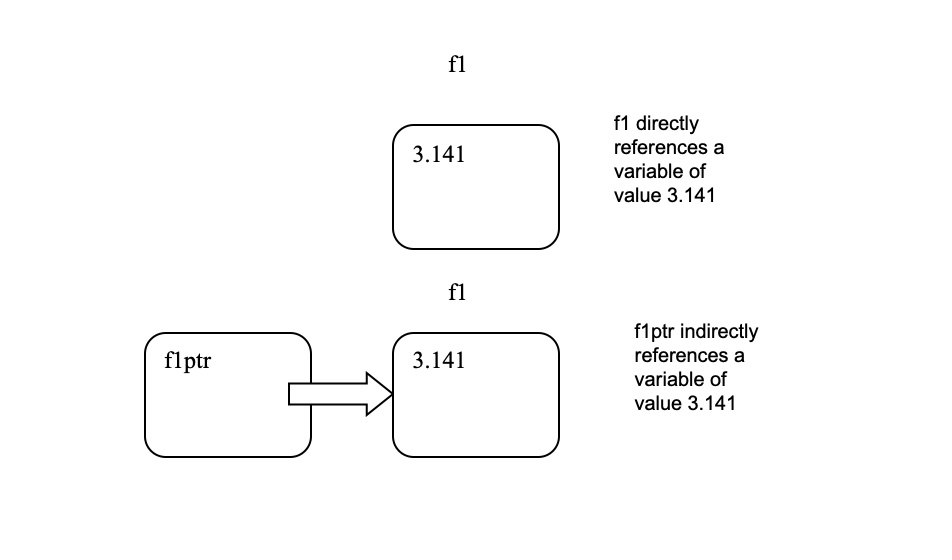 f1
3.141
f1 directly
references a
variable of
value 3.141
f1
f1ptr
3.141
f1ptr indirectly
references a
variable of
value 3.141